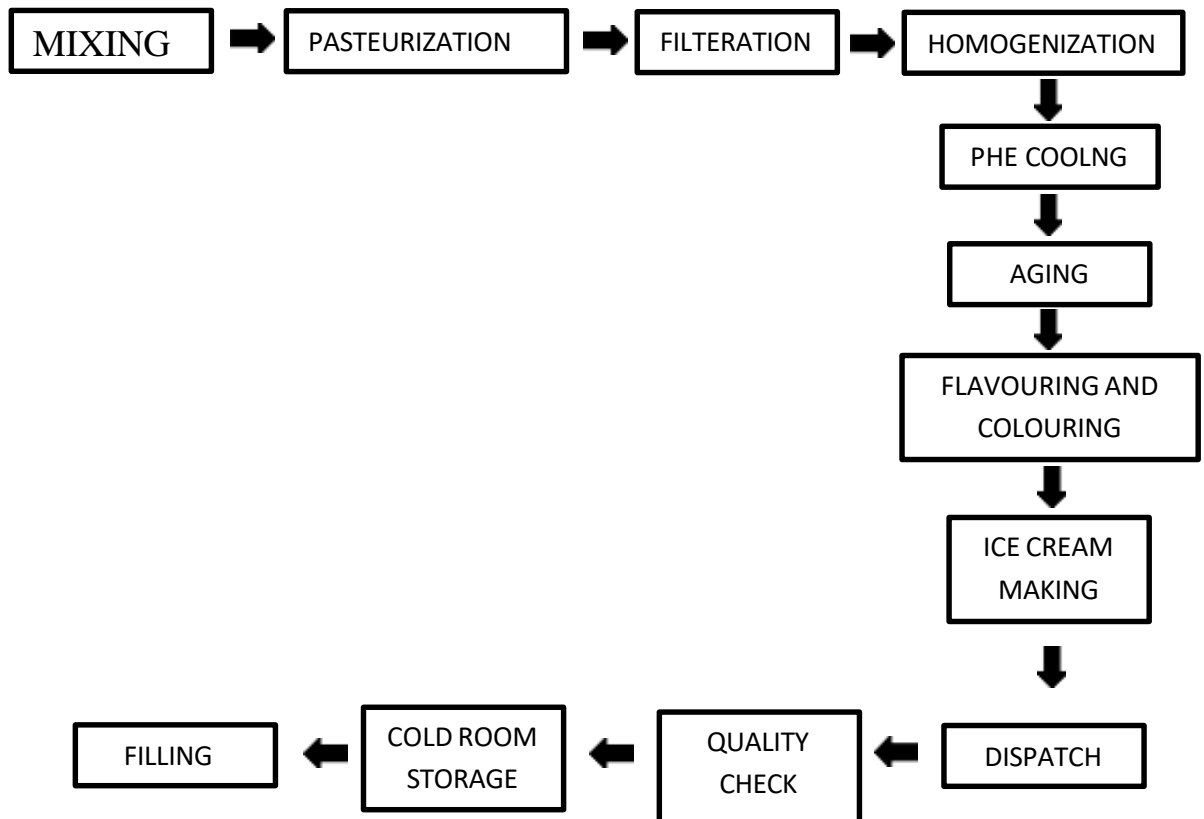 MIXING
PASTEURIZATION
FILTERATION
HOMOGENIZATION
PHE COOLNG
AGING
FLAVOURING AND
COLOURING
ICE CREAM
MAKING
DISPATCH
QUALITY
CHECK
COLD ROOM
STORAGE
FILLING